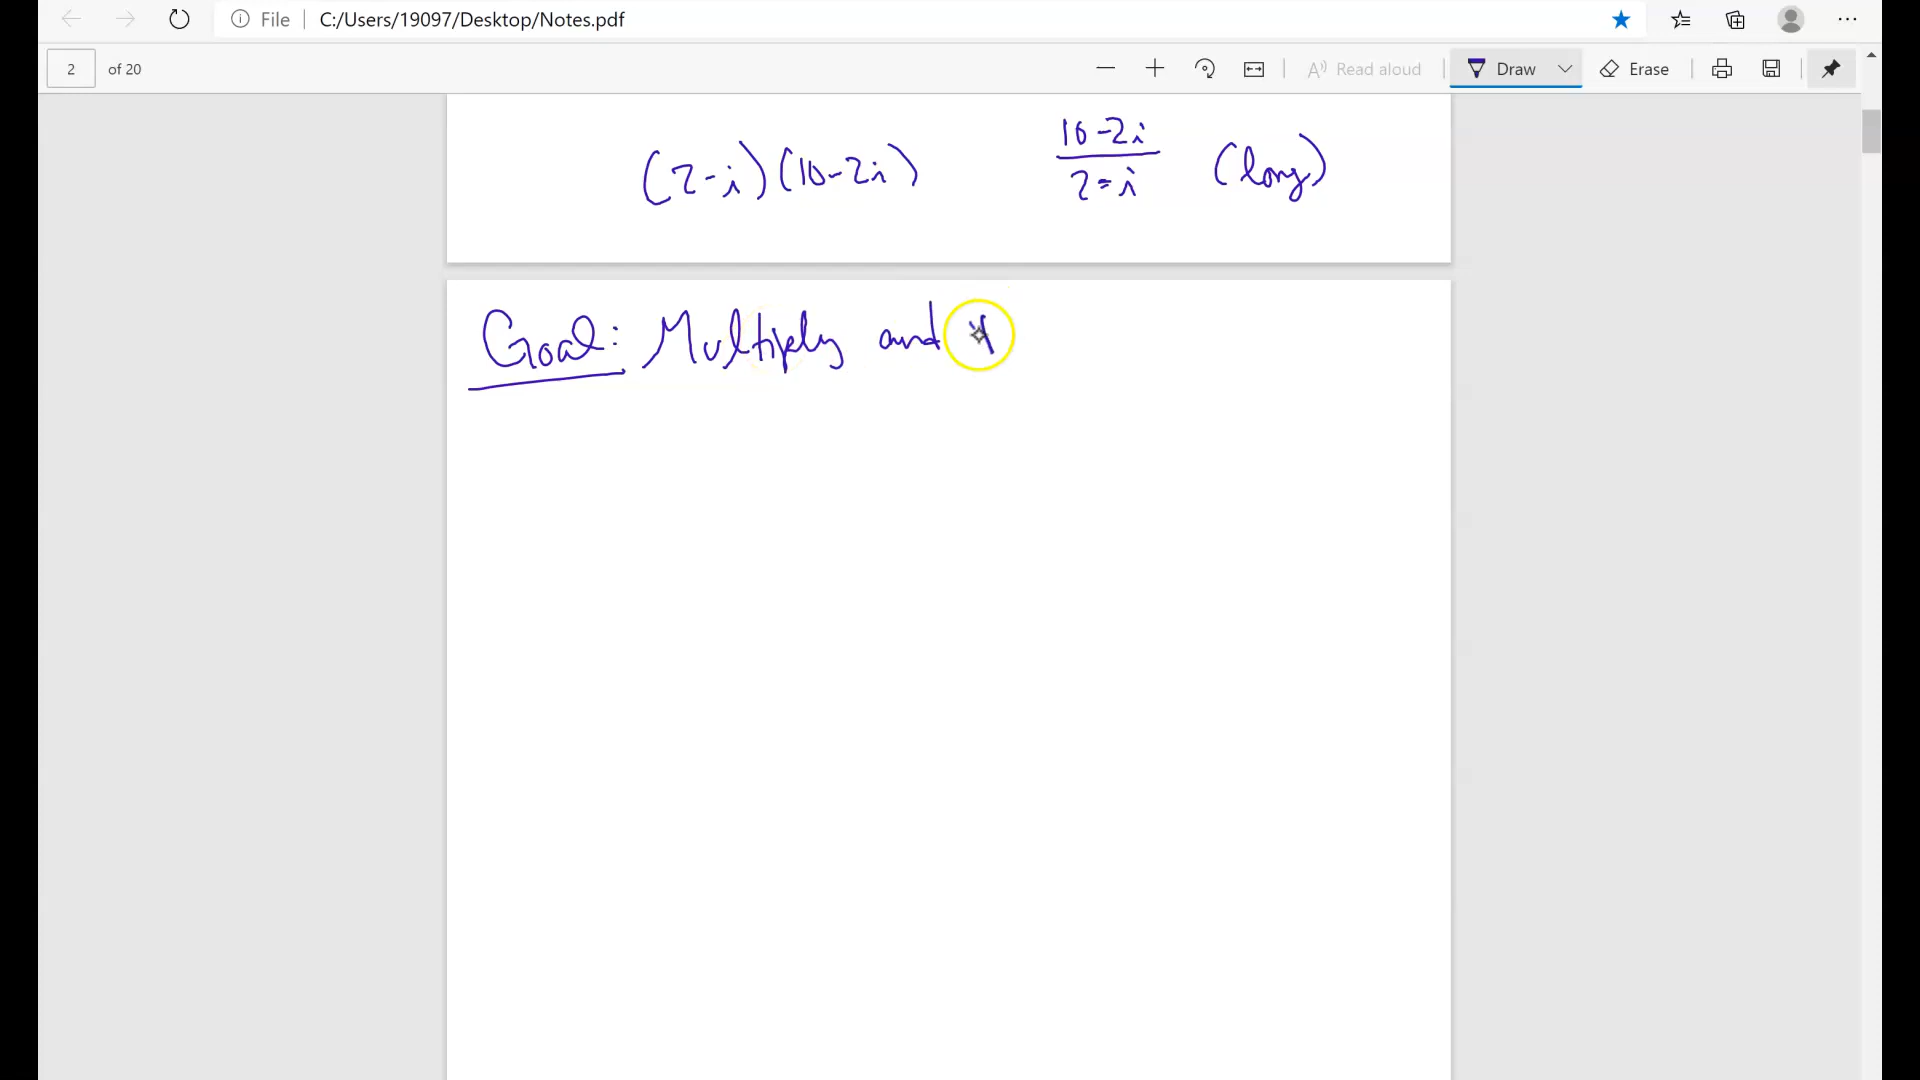 File C:/Users/19097/Desktop/Notes.pdf
2 of 20 Read aloud Draw Erase
(2-i)(10-2i) 10-2i / 2-i (long)
Goal: Multiply and